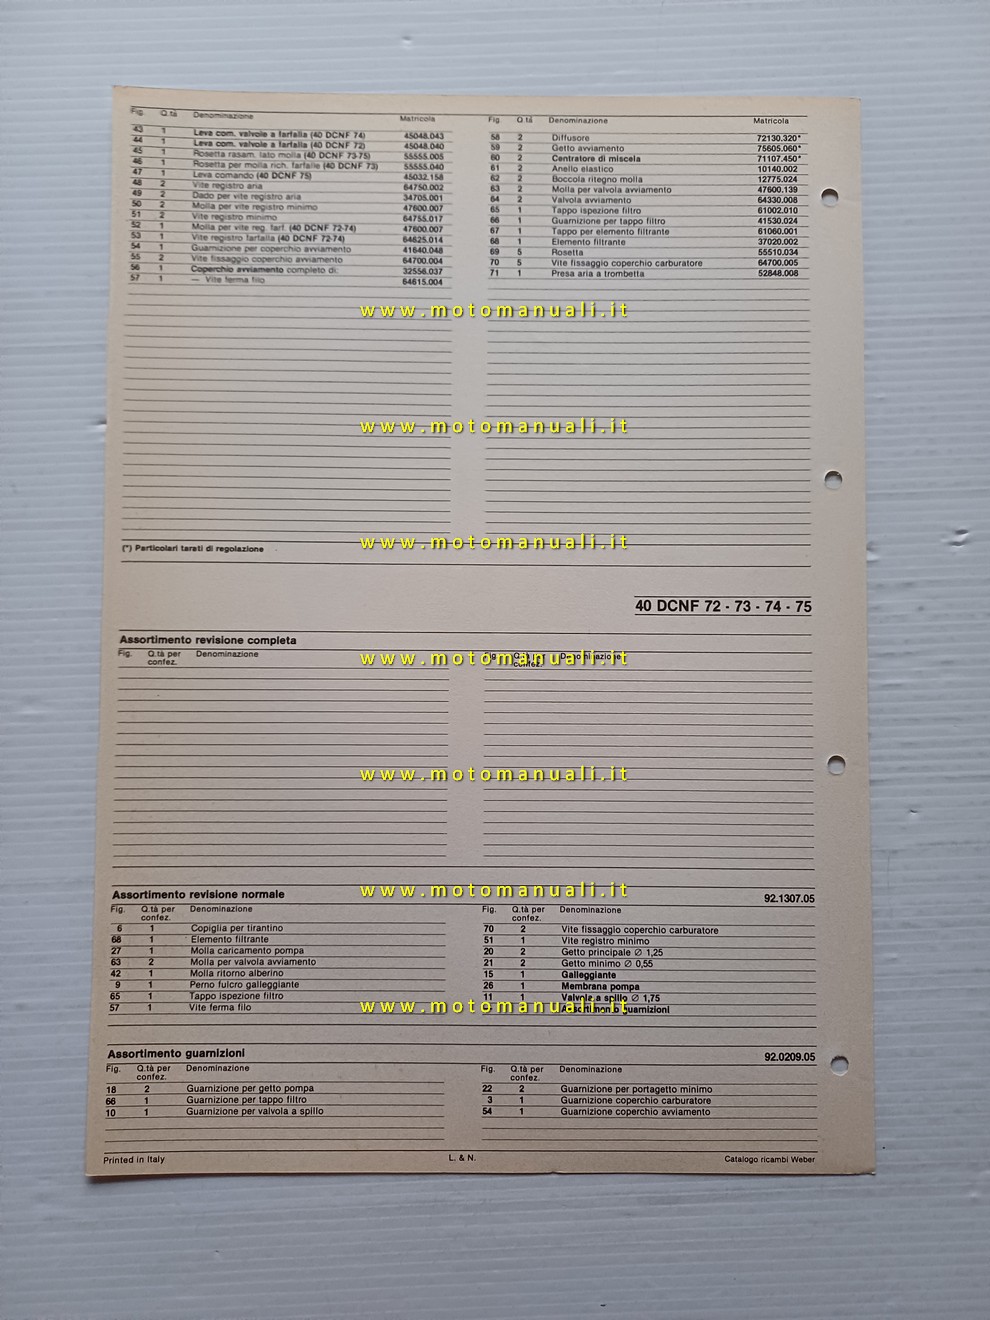 Fig. Q.tà Denominazione Matricola
43 1 Leva com. valvole a farfalla (40 DCNF 74) 45048.043
44 1 Leva com. valvole a farfalla (40 DCNF 72) 45048.040
45 1 Rosetta rasam. lato molla (40 DCNF 73-75) 55555.005
46 1 Rosetta per molla rich. farfalle (40 DCNF 73) 55555.040
47 1 Leva comando (40 DCNF 75) 45032.158
48 2 Vite registro aria 64750.002
49 2 Dado per vite registro aria 34705.001
50 2 Molla per vite registro minimo 47600.007
51 2 Vite registro minimo 64755.017
52 1 Molla per vite reg. farf. (40 DCNF 72-74) 47600.007
53 1 Vite registro farfalla (40 DCNF 72-74) 64625.014
54 1 Guarnizione per coperchio avviamento 41640.048
55 2 Vite fissaggio coperchio avviamento 64700.004
56 1 Coperchio avviamento completo di: 32556.037
57 1 — Vite ferma filo 64615.004
Fig. Q.tà Denominazione Matricola
58 2 Diffusore 72130.320*
59 2 Getto avviamento 75605.060*
60 2 Centratore di miscela 71107.450*
61 2 Anello elastico 10140.002
62 2 Boccola ritegno molla 12775.024
63 2 Molla per valvola avviamento 47600.139
64 2 Valvola avviamento 64330.008
65 1 Tappo ispezione filtro 61002.010
66 1 Guarnizione per tappo filtro 41530.024
67 1 Tappo per elemento filtrante 61060.001
68 1 Elemento filtrante 37020.002
69 5 Rosetta 55510.034
70 5 Vite fissaggio coperchio carburatore 64700.005
71 1 Presa aria a trombetta 52848.008
www.motomanuali.it
www.motomanuali.it
www.motomanuali.it
(*) Particolari tarati di regolazione
40 DCNF 72 - 73 - 74 - 75
Assortimento revisione completa
Fig. Q.tà per confez. Denominazione
Fig. Q.tà per confez. Denominazione
www.motomanuali.it
www.motomanuali.it
www.motomanuali.it
Assortimento revisione normale 92.1307.05
Fig. Q.tà per confez. Denominazione
6 1 Copiglia per tirantino
68 1 Elemento filtrante
27 1 Molla caricamento pompa
63 2 Molla per valvola avviamento
42 1 Molla ritorno alberino
9 1 Perno fulcro galleggiante
65 1 Tappo ispezione filtro
57 1 Vite ferma filo
Fig. Q.tà per confez. Denominazione
70 2 Vite fissaggio coperchio carburatore
51 1 Vite registro minimo
20 2 Getto principale ∅ 1,25
21 2 Getto minimo ∅ 0,55
15 1 Galleggiante
26 1 Membrana pompa
11 1 Valvola a spillo ∅ 1,75
Assortimento guarnizioni
www.motomanuali.it
Assortimento guarnizioni 92.0209.05
Fig. Q.tà per confez. Denominazione
18 2 Guarnizione per getto pompa
66 1 Guarnizione per tappo filtro
10 1 Guarnizione per valvola a spillo
Fig. Q.tà per confez. Denominazione
22 2 Guarnizione per portagetto minimo
3 1 Guarnizione coperchio carburatore
54 1 Guarnizione coperchio avviamento
Printed in Italy L. & N. Catalogo ricambi Weber